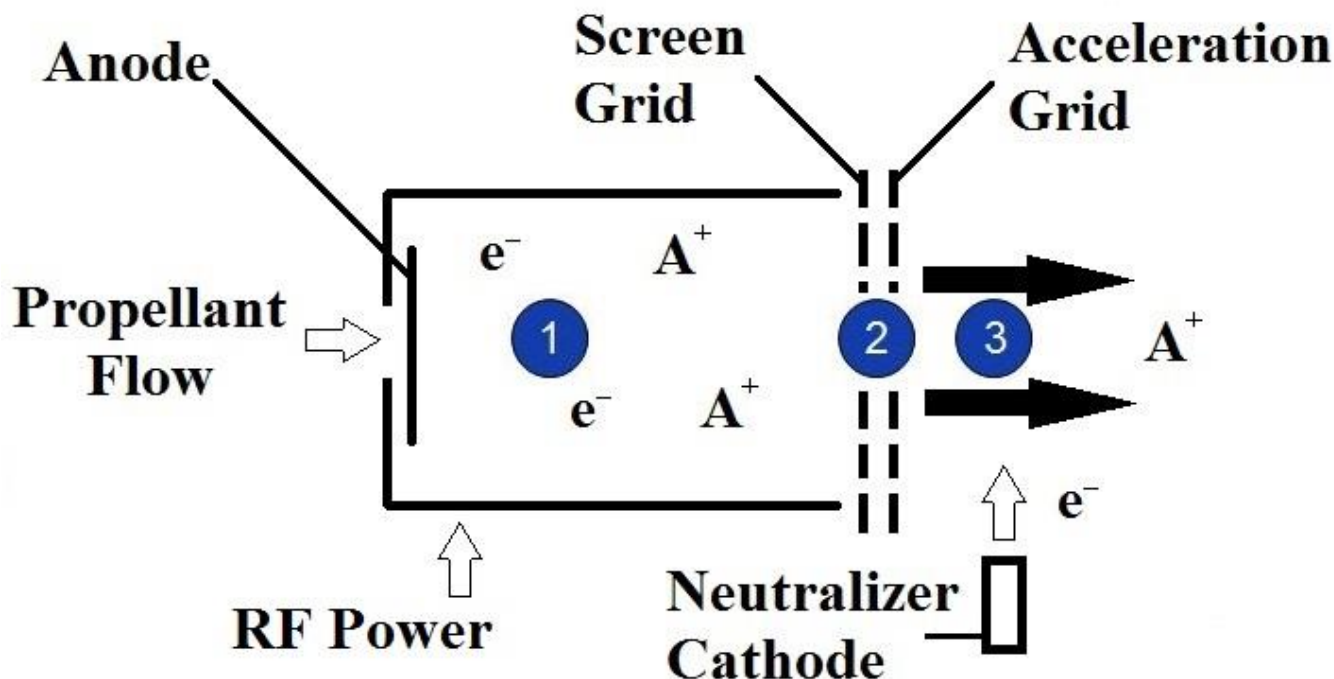 Anode
Screen
Grid
Acceleration
Grid
e⁻
A⁺
Propellant
Flow
1
2
3
A⁺
e⁻
A⁺
e⁻
RF Power
Neutralizer
Cathode